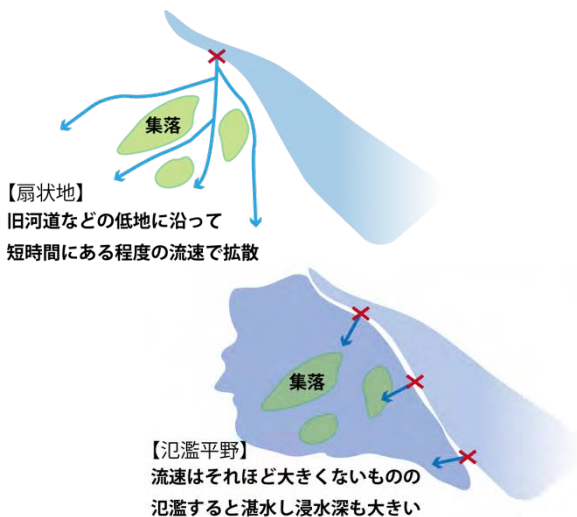 集落
【扇状地】
旧河道などの低地に沿って
短時間にある程度の流速で拡散
集落
【氾濫平野】
流速はそれほど大きくないものの
氾濫すると湛水し浸水深も大きい